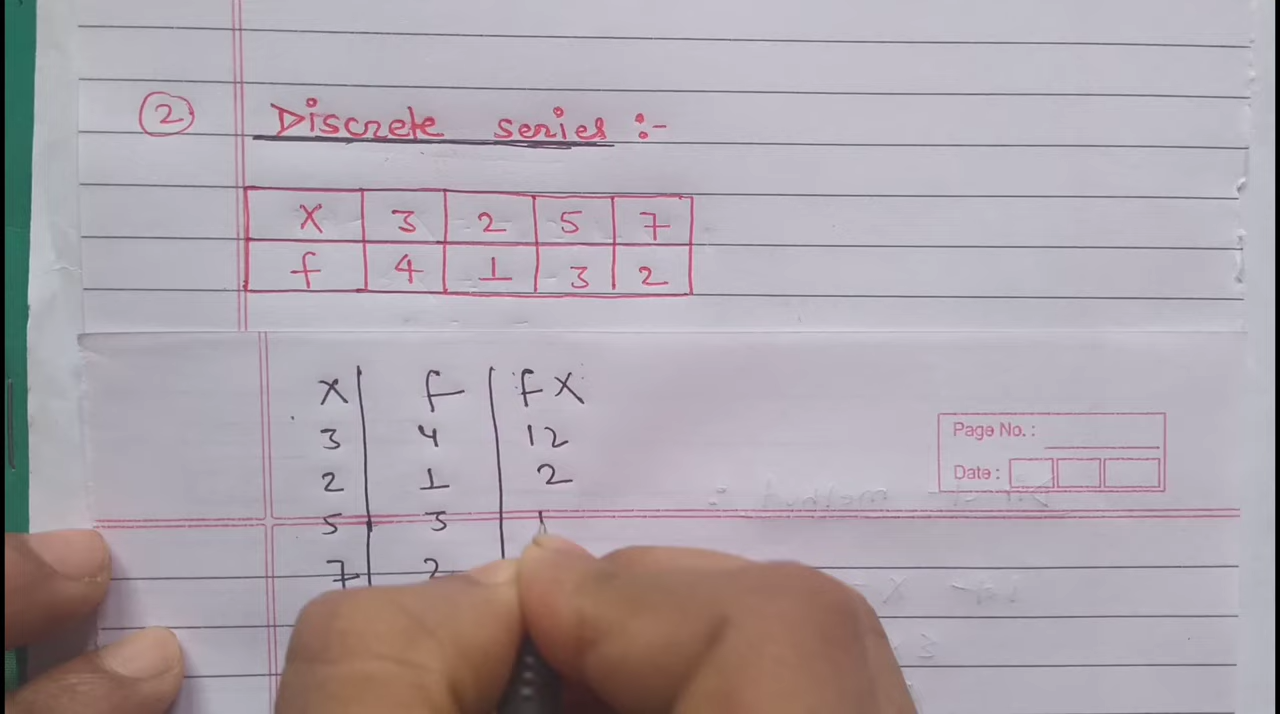 2 Discrete series :-
X 3 2 5 7
f 4 1 3 2
X f fX
3 4 12
2 1 2
5 3 1
7 2
Page No. :
Date :